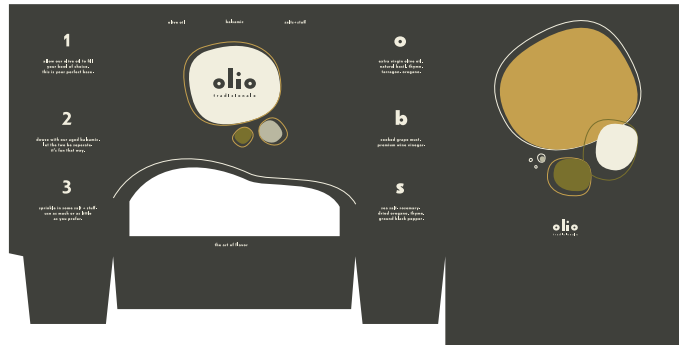 olive oil
balsamic
salt+stuff
1
allow our olive oil to fill
your bowl of choice.
this is your perfect base.
2
dance with our aged balsamic.
let the two be separate.
it's fun that way.
3
sprinkle in some salt + stuff.
use as much or as little
as you prefer.
olio
tradizionale
the art of flavor
o
extra virgin olive oil,
natural basil, thyme,
tarragon, oregano.
b
cooked grape must,
premium wine vinegar.
s
sea salt, rosemary,
dried oregano, thyme,
ground black pepper.
olio
tradizionale